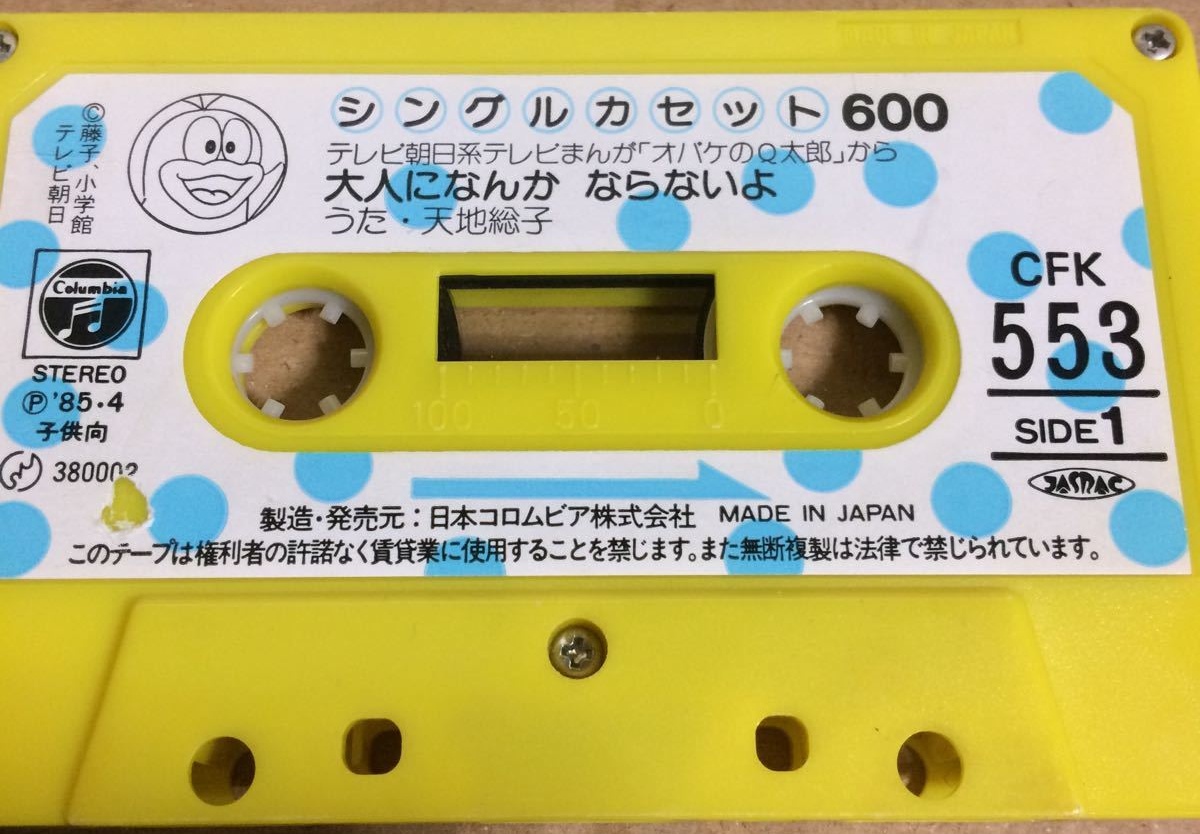 シングルカセット600
テレビ朝日系テレビまんが「オバケのQ太郎」から
大人になんか ならないよ
うた・天地総子
©藤子、小学館
テレビ朝日
Columbia
STEREO
Ⓟ'85・4
子供向
380002
100 50 0
CFK
553
SIDE1
JASRAC
製造・発売元：日本コロムビア株式会社 MADE IN JAPAN
このテープは権利者の許諾なく賃貸業に使用することを禁じます。また無断複製は法律で禁じられています。